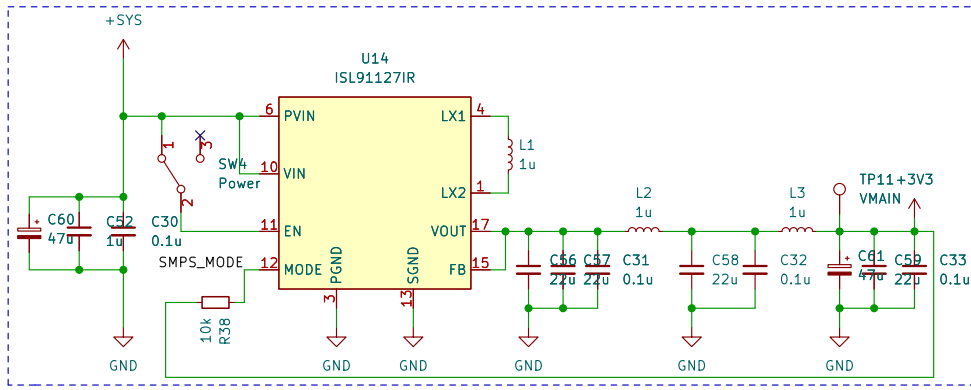 +SYS
U14
ISL91127IR
6
PVIN
LX1
4
1
3
SW4
Power
L1
1u
10
VIN
LX2
1
2
TP11
+3V3
VMAIN
L2
1u
L3
1u
C60
47u
C52
1u
C30
0.1u
11
EN
VOUT
17
SMPS_MODE
12
MODE
PGND
SGND
FB
15
C56
22u
C57
22u
C31
0.1u
C58
22u
C32
0.1u
C61
47u
C59
22u
C33
0.1u
3
13
10k
R38
GND
GND
GND
GND
GND
GND